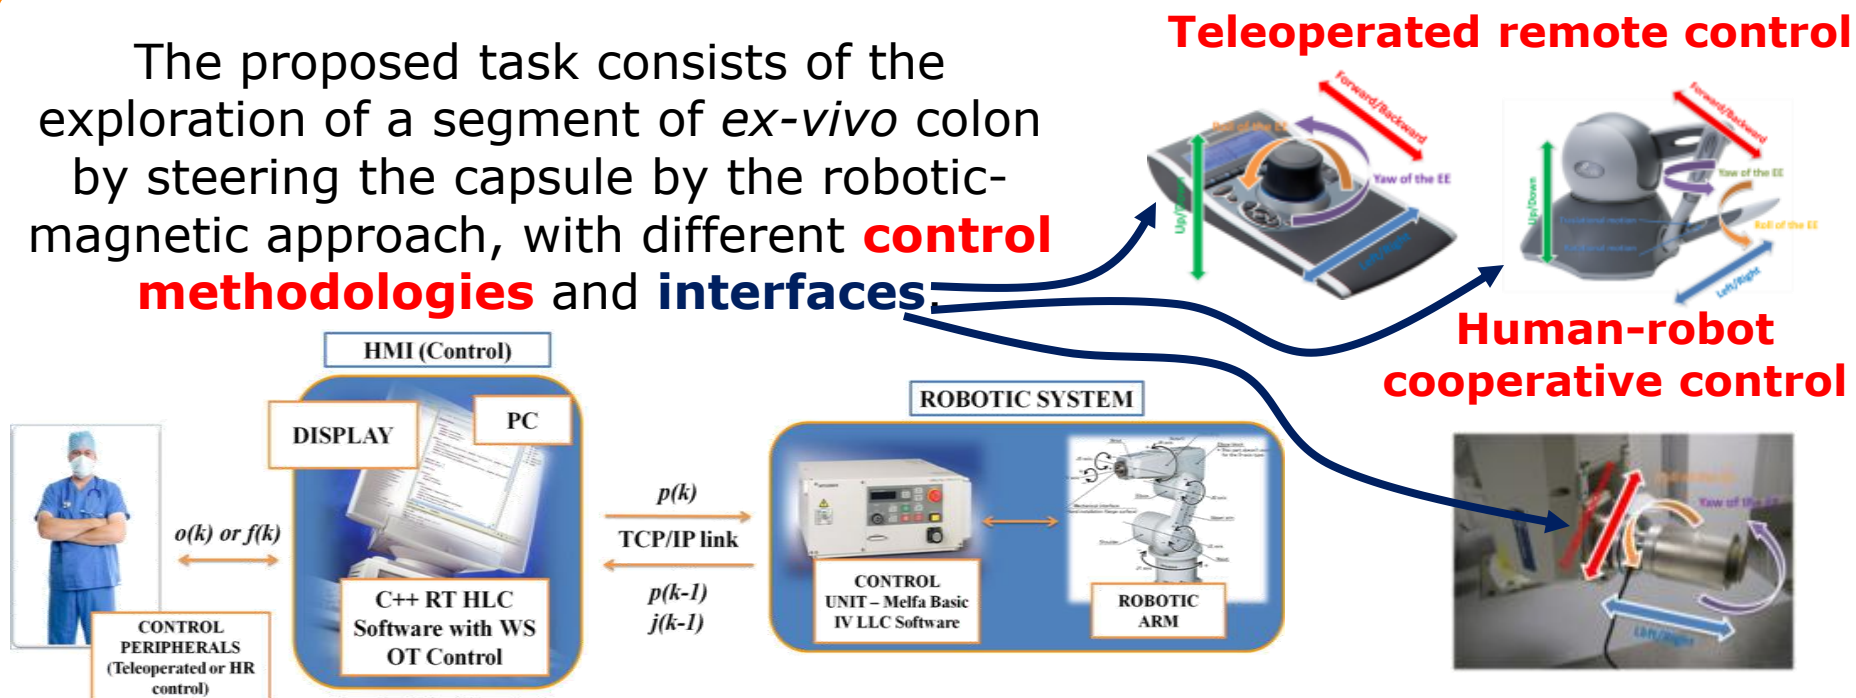 The proposed task consists of the
exploration of a segment of ex-vivo colon
by steering the capsule by the robotic-
magnetic approach, with different control
methodologies and interfaces.
Teleoperated remote control
Forward/Backward
Roll of the EE
Up/Down
Yaw of the EE
Left/Right
Forward/Backward
Up/Down
Yaw of the EE
Roll of the EE
Left/Right
Human-robot
cooperative control
Yaw of the EE
Left/Right
HMI (Control)
DISPLAY
PC
C++ RT HLC
Software with WS
OT Control
o(k) or f(k)
CONTROL
PERIPHERALS
(Teleoperated or HR
control)
p(k)
TCP/IP link
p(k-1)
j(k-1)
ROBOTIC SYSTEM
CONTROL
UNIT – Melfa Basic
IV LLC Software
ROBOTIC
ARM